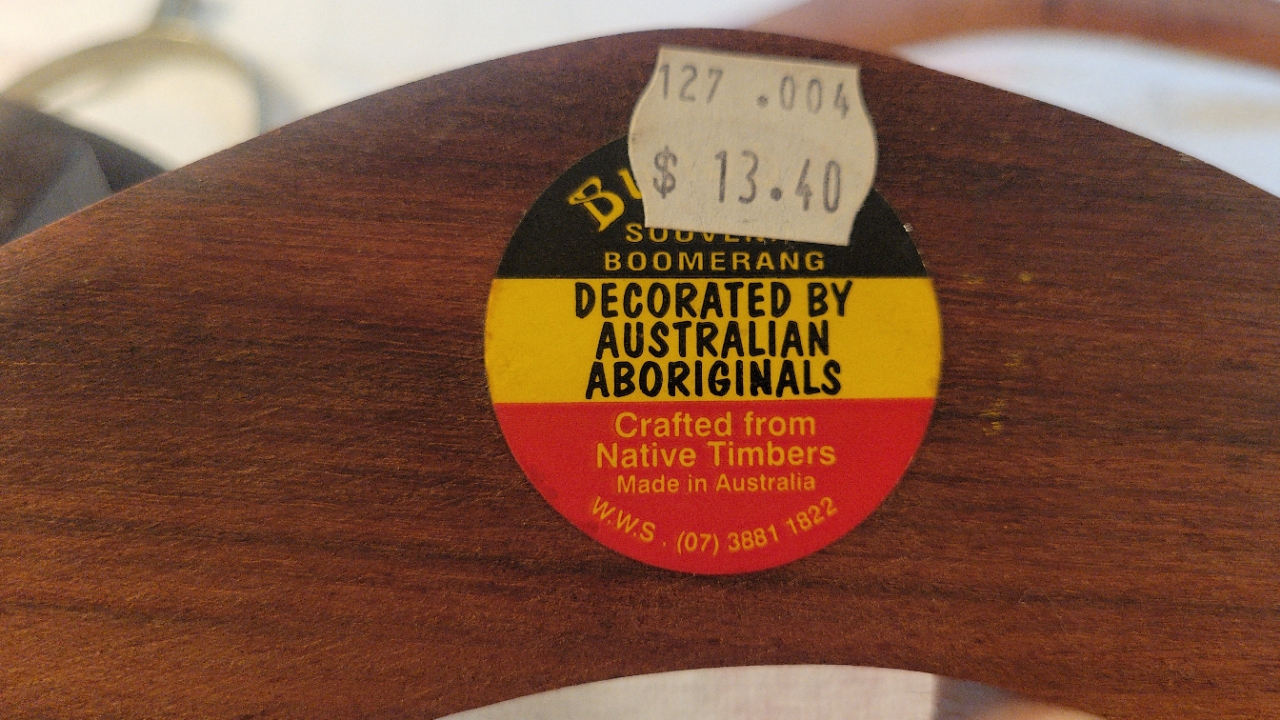 127 .004
$ 13.40
BOOMERANG
DECORATED BY
AUSTRALIAN
ABORIGINALS
Crafted from
Native Timbers
Made in Australia
W.W.S . (07) 3881 1822